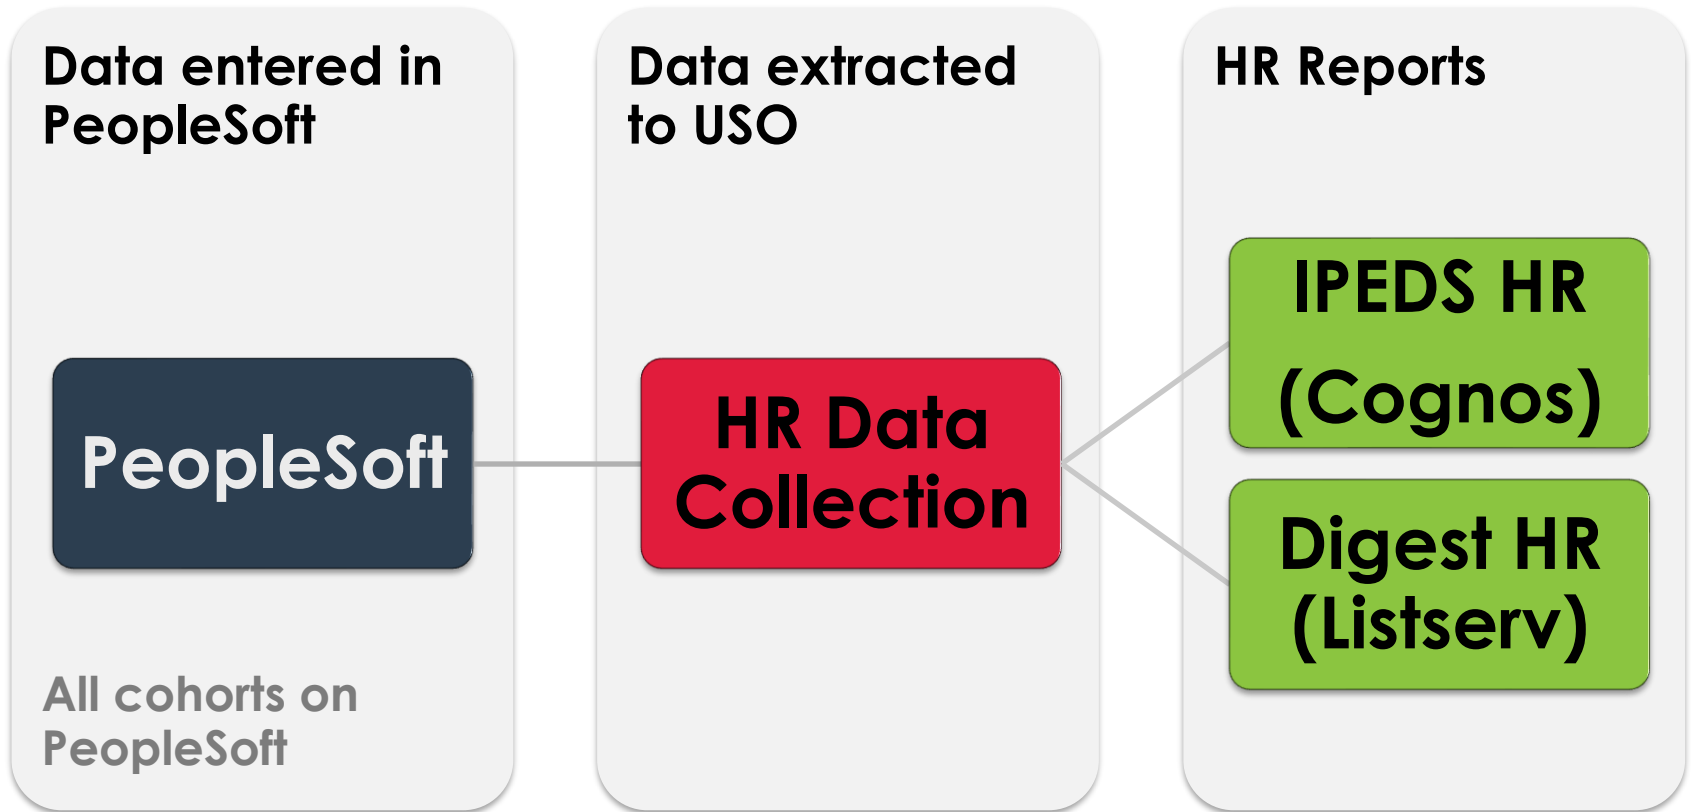 Data entered in
PeopleSoft
PeopleSoft
All cohorts on
PeopleSoft
Data extracted
to USO
HR Data
Collection
HR Reports
IPEDS HR
(Cognos)
Digest HR
(Listserv)